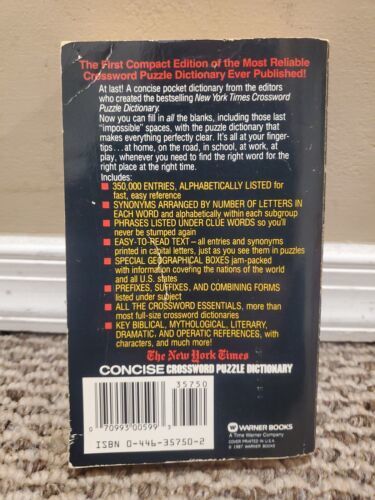 The First Compact Edition of the Most Reliable
Crossword Puzzle Dictionary Ever Published!
At last! A concise pocket dictionary from the editors
who created the bestselling New York Times Crossword
Puzzle Dictionary.
Now you can fill in all the blanks, including those last
"impossible" spaces, with the puzzle dictionary that
makes everything perfectly clear. It's all at your finger-
tips...at home, on the road, in school, at work, at
play, whenever you need to find the right word for the
right place at the right time.
Includes:
■ 350,000 ENTRIES, ALPHABETICALLY LISTED for
fast, easy reference
■ SYNONYMS ARRANGED BY NUMBER OF LETTERS IN
EACH WORD and alphabetically within each subgroup
■ PHRASES LISTED UNDER CLUE WORDS so you'll
never be stumped again
■ EASY-TO-READ TEXT—all entries and synonyms
printed in capital letters, just as you see them in puzzles
■ SPECIAL GEOGRAPHICAL BOXES jam-packed
with information covering the nations of the world
and all U.S. states
■ PREFIXES, SUFFIXES, AND COMBINING FORMS
listed under subject
■ ALL THE CROSSWORD ESSENTIALS, more than
most full-size crossword dictionaries
■ KEY BIBLICAL, MYTHOLOGICAL, LITERARY,
DRAMATIC, AND OPERATIC REFERENCES, with
characters, and much more!
The New York Times
CONCISE CROSSWORD PUZZLE DICTIONARY
35750
0 70993 00599
ISBN 0-446-35750-2
WARNER BOOKS
A Time Warner Company
COVER PRINTED IN U.S.A.
© 1987 WARNER BOOKS